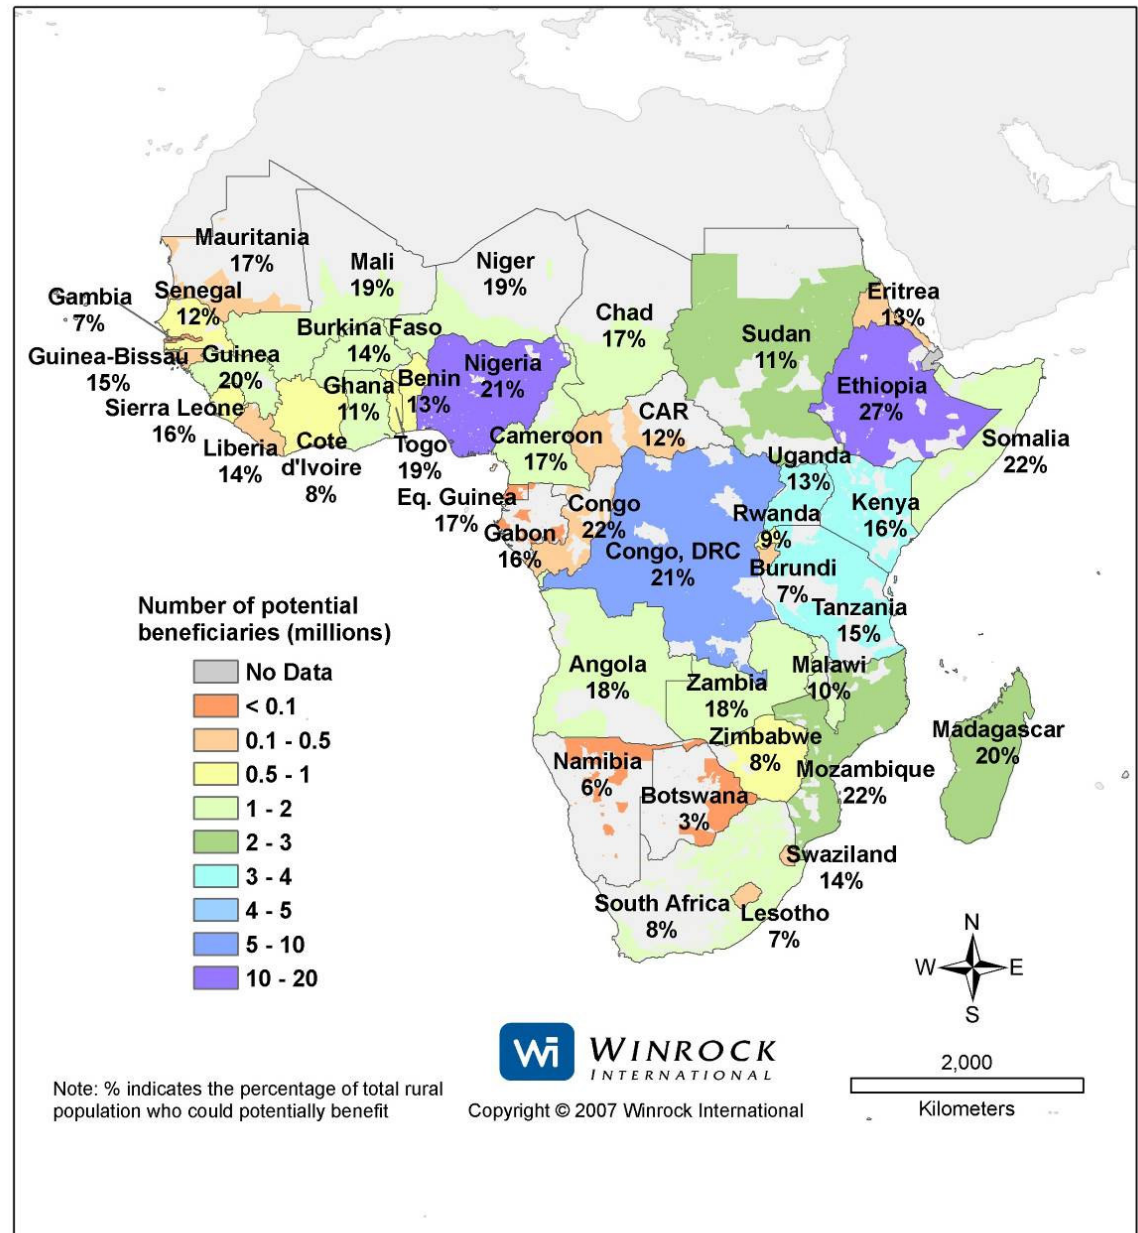 Mauritania
17%
Mali
19%
Niger
19%
Chad
17%
Sudan
11%
Eritrea
13%
Gambia
7%
Senegal
12%
Guinea-Bissau
15%
Guinea
20%
Burkina Faso
14%
Nigeria
21%
Ethiopia
27%
Sierra Leone
16%
Liberia
14%
Cote
d'Ivoire
8%
Ghana
11%
Benin
13%
Togo
19%
Cameroon
17%
CAR
12%
Somalia
22%
Uganda
13%
Kenya
16%
Eq. Guinea
17%
Gabon
16%
Congo
22%
Congo, DRC
21%
Rwanda
9%
Burundi
7%
Tanzania
15%
Angola
18%
Zambia
18%
Malawi
10%
Madagascar
20%
Namibia
6%
Botswana
3%
Zimbabwe
8%
Mozambique
22%
Swaziland
14%
South Africa
8%
Lesotho
7%
Number of potential
beneficiaries (millions)
No Data
< 0.1
0.1 - 0.5
0.5 - 1
1 - 2
2 - 3
3 - 4
4 - 5
5 - 10
10 - 20
N
W
E
S
Wi WINROCK
INTERNATIONAL
Copyright © 2007 Winrock International
2,000
Kilometers
Note: % indicates the percentage of total rural
population who could potentially benefit